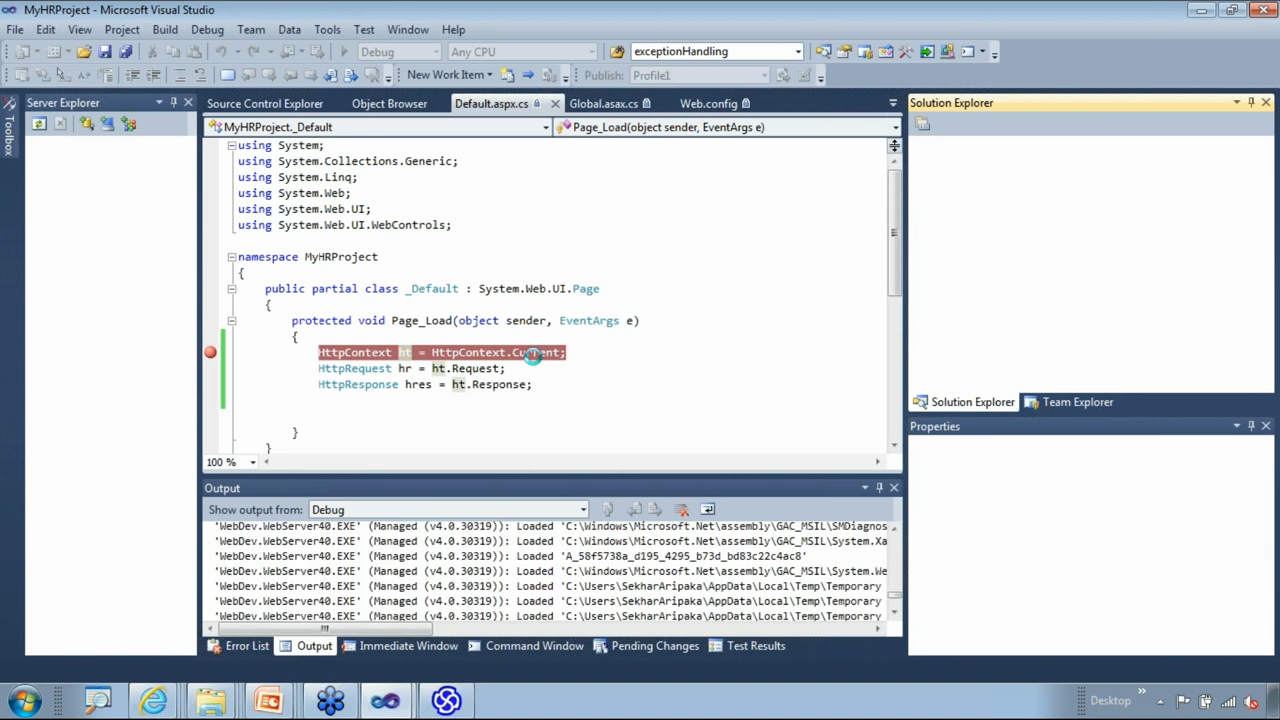 MyHRProject - Microsoft Visual Studio
File Edit View Project Build Debug Team Data Tools Test Window Help
Debug Any CPU exceptionHandling
New Work Item Publish: Profile1
Server Explorer
Source Control Explorer Object Browser Default.aspx.cs Global.asax.cs Web.config
Solution Explorer
Toolbox
MyHRProject._Default Page_Load(object sender, EventArgs e)
using System;
using System.Collections.Generic;
using System.Linq;
using System.Web;
using System.Web.UI;
using System.Web.UI.WebControls;
namespace MyHRProject
{
public partial class _Default : System.Web.UI.Page
{
protected void Page_Load(object sender, EventArgs e)
{
HttpContext ht = HttpContext.Current;
HttpRequest hr = ht.Request;
HttpResponse hres = ht.Response;
}
}
100 %
Solution Explorer Team Explorer
Properties
Output
Show output from: Debug
'WebDev.WebServer40.EXE' (Managed (v4.0.30319)): Loaded 'C:\Windows\Microsoft.Net\assembly\GAC_MSIL\SMDiagnos
'WebDev.WebServer40.EXE' (Managed (v4.0.30319)): Loaded 'C:\Windows\Microsoft.Net\assembly\GAC_MSIL\System.Xa
'WebDev.WebServer40.EXE' (Managed (v4.0.30319)): Loaded 'A_58f5738a_d195_4295_b73d_bd83c22c4ac8'
'WebDev.WebServer40.EXE' (Managed (v4.0.30319)): Loaded 'C:\Windows\Microsoft.Net\assembly\GAC_MSIL\System.We
'WebDev.WebServer40.EXE' (Managed (v4.0.30319)): Loaded 'C:\Users\SekharAripaka\AppData\Local\Temp\Temporary
'WebDev.WebServer40.EXE' (Managed (v4.0.30319)): Loaded 'C:\Users\SekharAripaka\AppData\Local\Temp\Temporary
'WebDev.WebServer40.EXE' (Managed (v4.0.30319)): Loaded 'C:\Users\SekharAripaka\AppData\Local\Temp\Temporary
Error List Output Immediate Window Command Window Pending Changes Test Results
Desktop